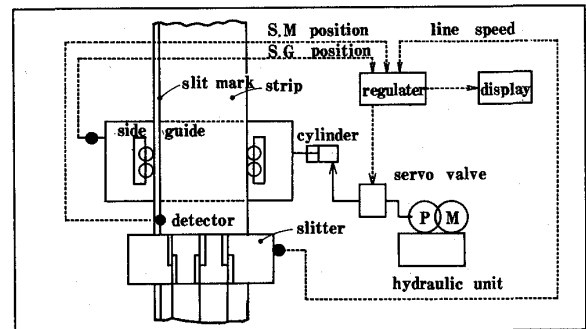 S.M position
line speed
S.G position
slit mark
strip
regulater
display
side guide
cylinder
servo valve
detector
P M
slitter
hydraulic unit